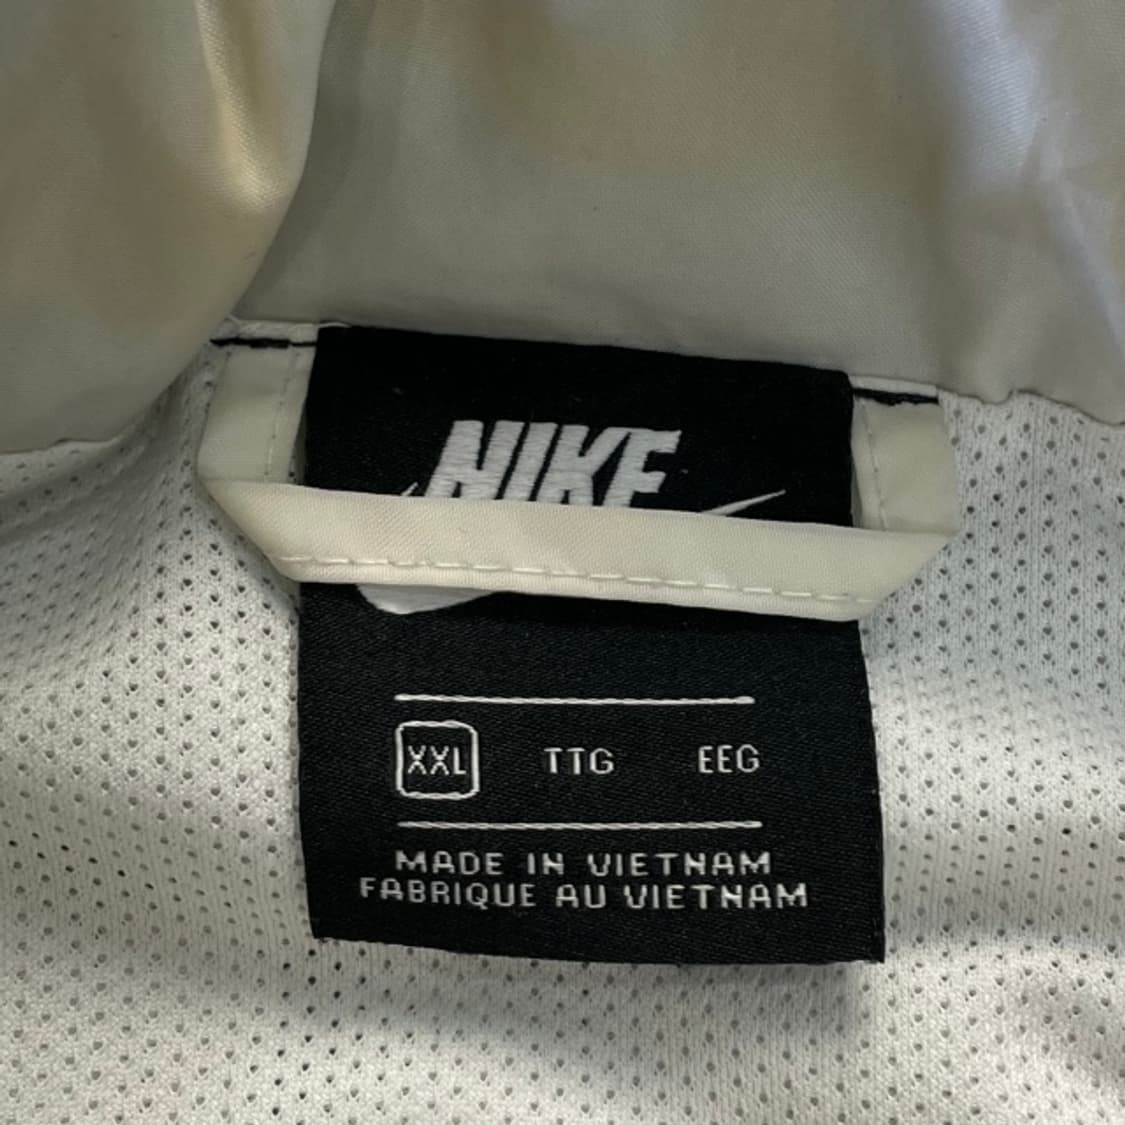 NIKE
XXL TTG EEG
MADE IN VIETNAM
FABRIQUE AU VIETNAM